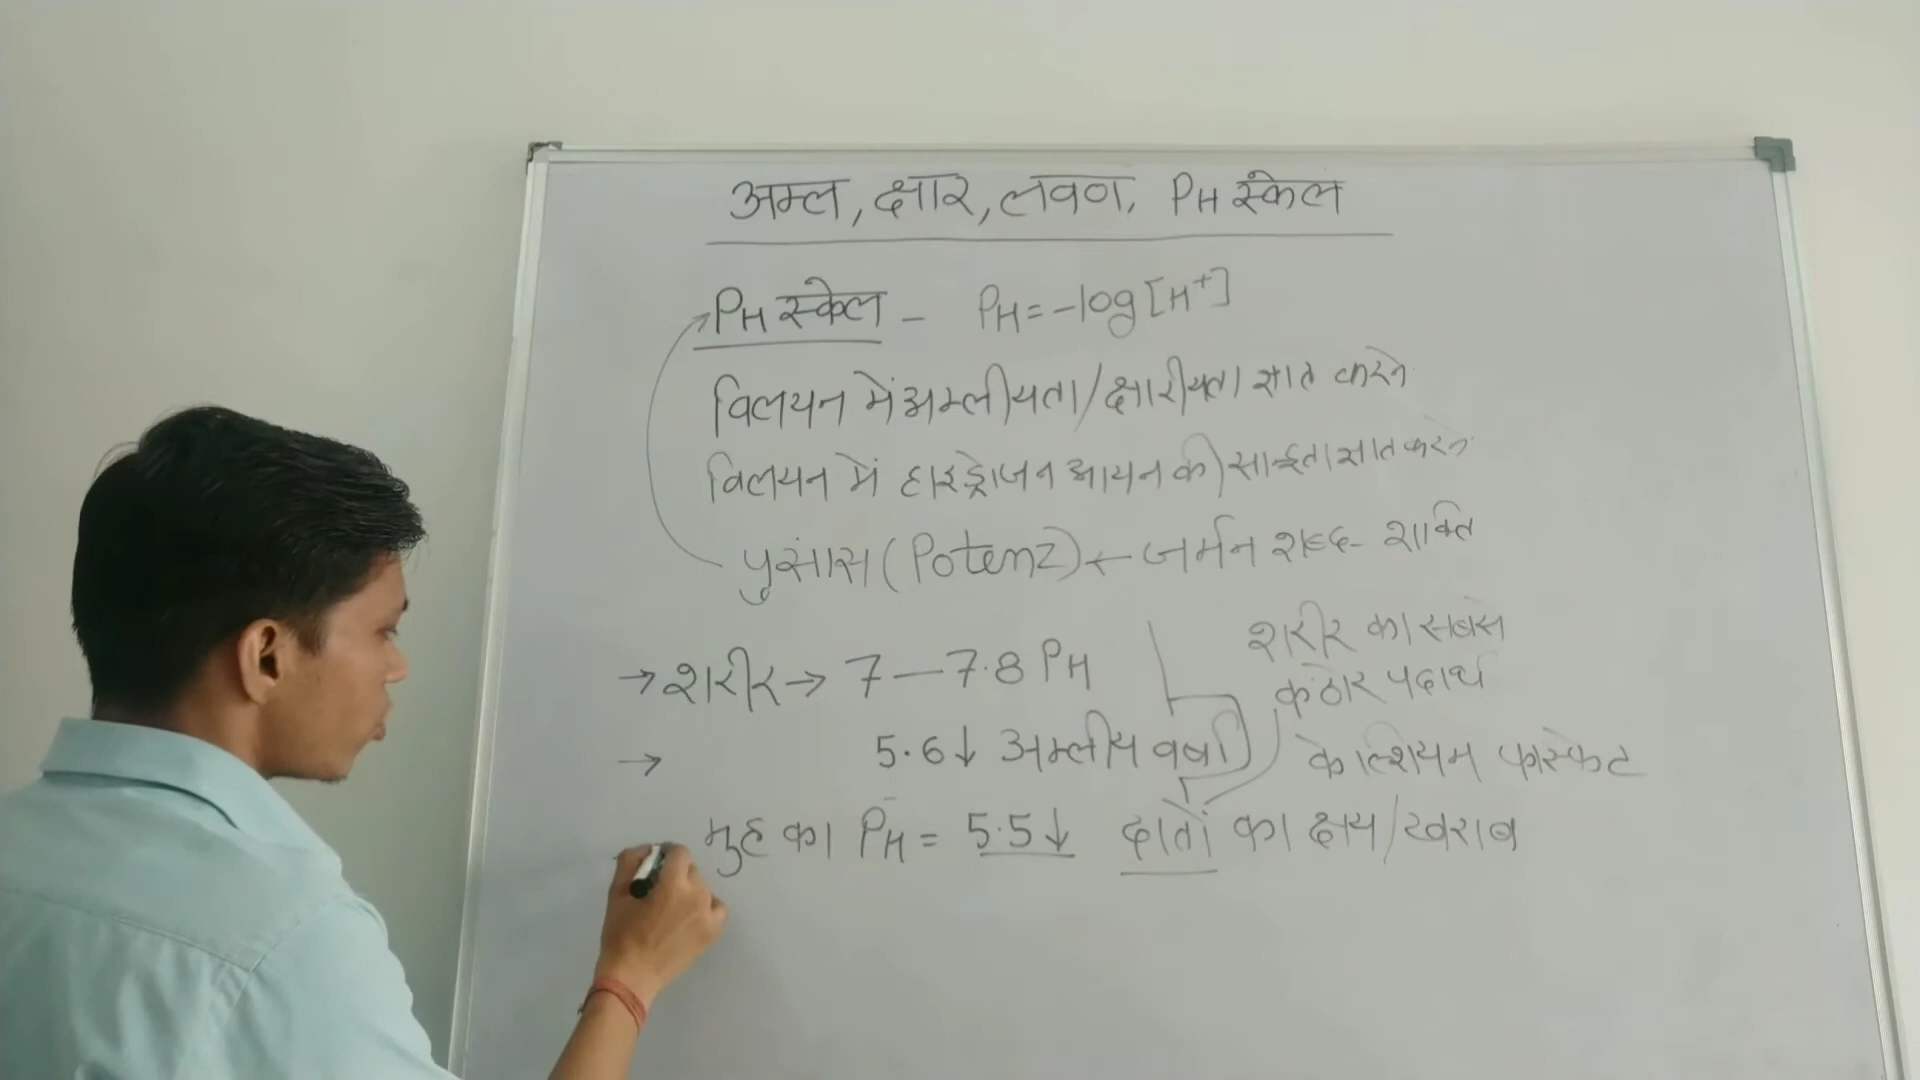 अम्ल, क्षार, लवण, PH स्केल
PH स्केल - PH = -log [H⁺]
विलयन में अम्लीयता/क्षारीयता ज्ञात करने
विलयन में हाइड्रोजन आयन की सान्द्रता ज्ञात करने
पुसांस (Potenz) ← जर्मन शब्द - शक्ति
→ शरीर → 7 — 7.8 PH
शरीर का सबसे
कठोर पदार्थ
→ 5.6↓ अम्लीय वर्षा
केल्शियम फास्फेट
मुह का PH = 5.5↓ दातों का क्षय/खराब